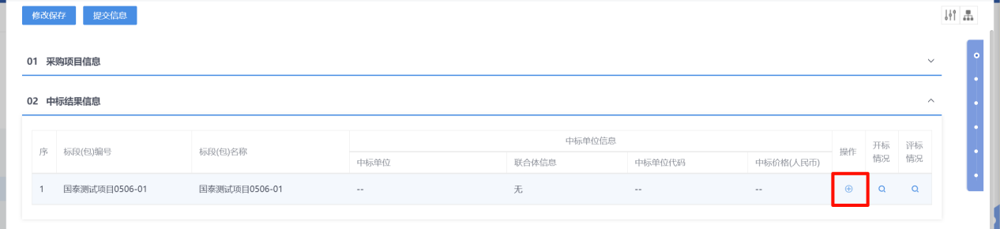 修改保存 提交信息
01 采购项目信息
02 中标结果信息
序 标段(包)编号 标段(包)名称 中标单位信息 操作 开标情况 评标情况
中标单位 联合体信息 中标单位代码 中标价格(人民币)
1 国泰测试项目0506-01 国泰测试项目0506-01 -- 无 -- --